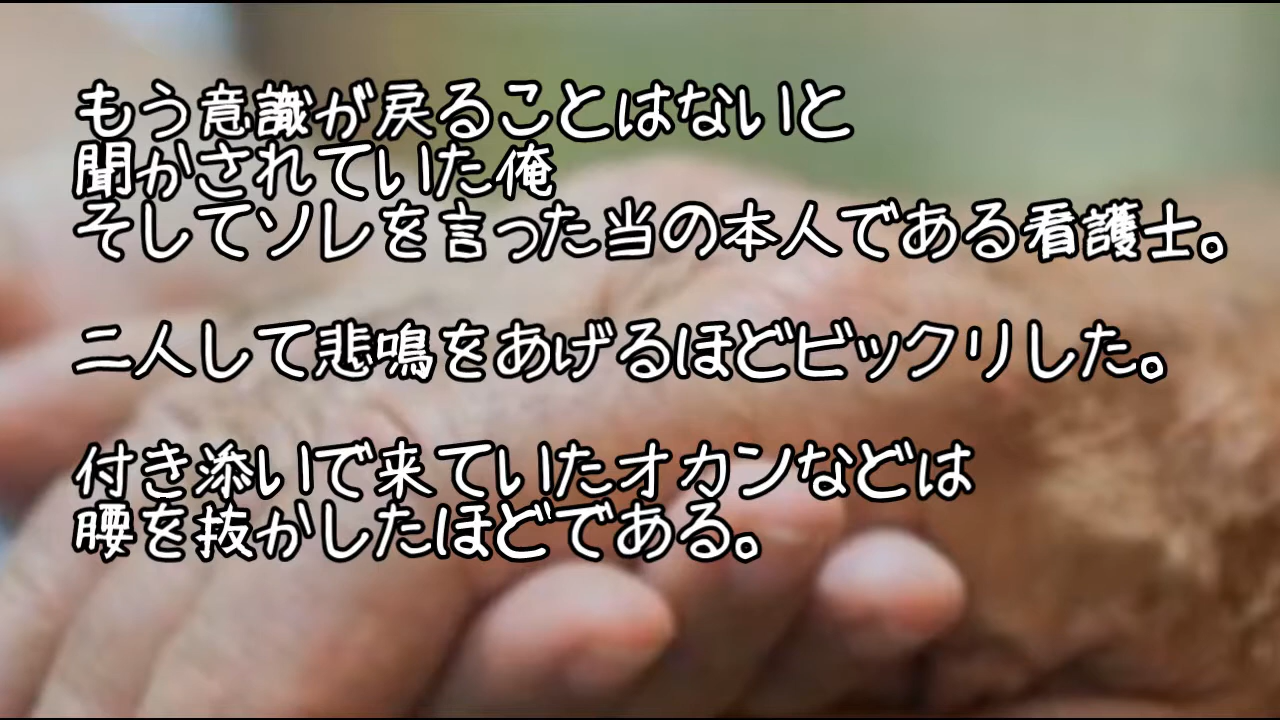 もう意識が戻ることはないと
聞かされていた俺
そしてソレを言った当の本人である看護士。
二人して悲鳴をあげるほどビックリした。
付き添いで来ていたオカンなどは
腰を抜かしたほどである。